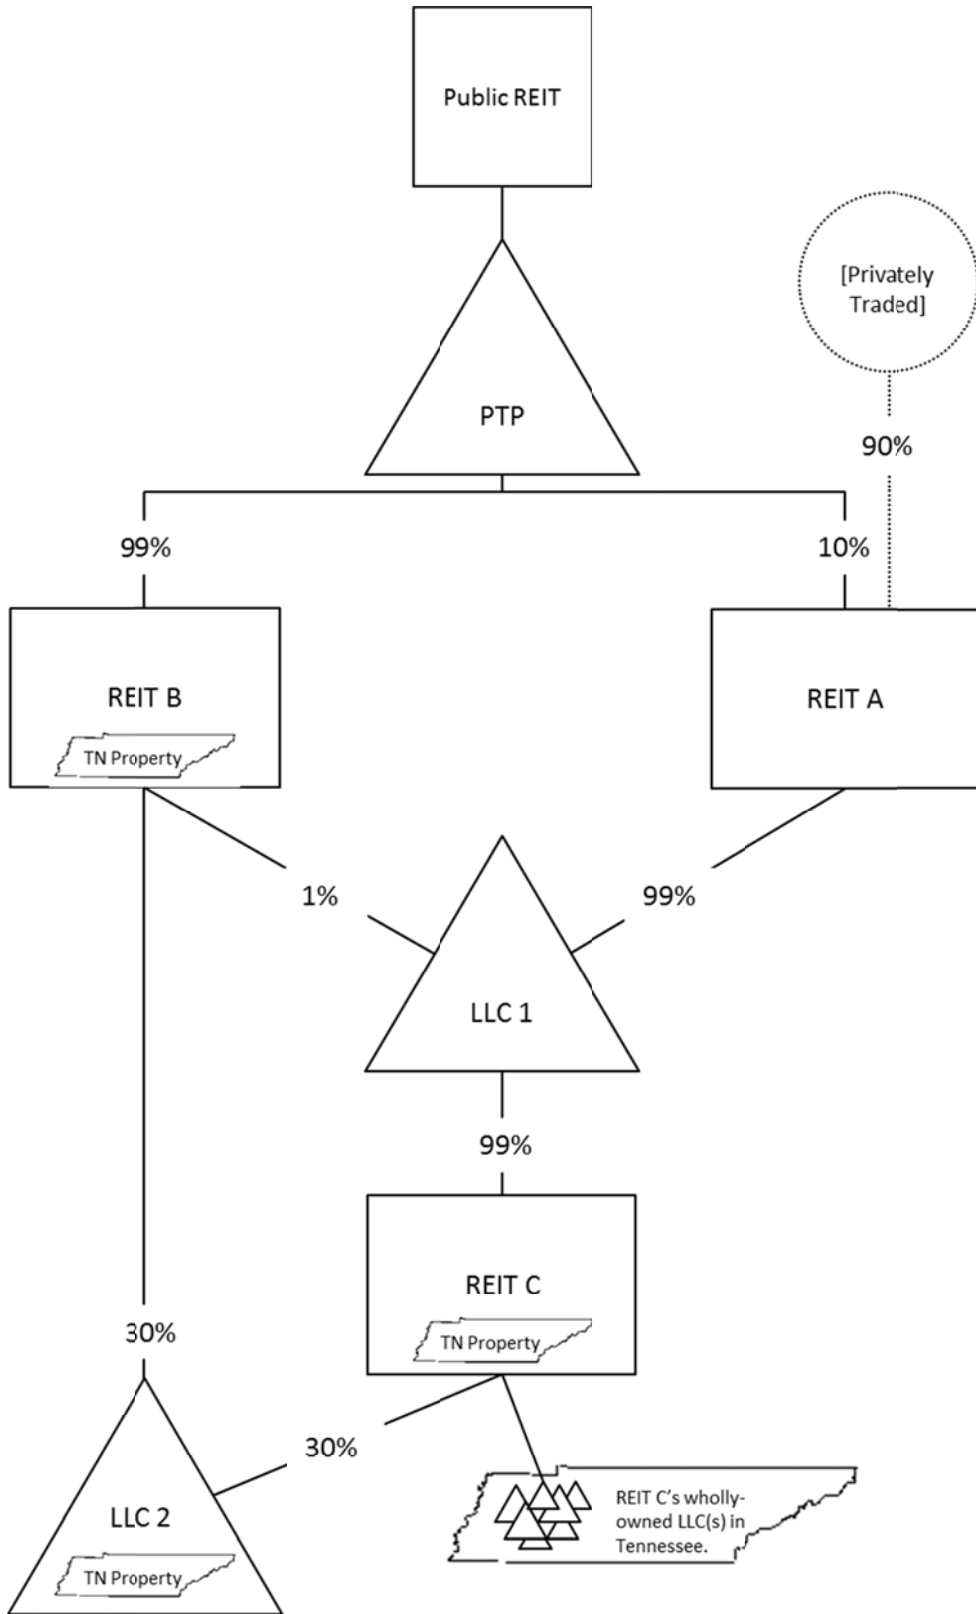 Public REIT
[Privately
Traded]
PTP
90%
99%
10%
REIT B
TN Property
REIT A
1%
99%
LLC 1
99%
REIT C
TN Property
30%
30%
LLC 2
TN Property
REIT C's wholly-
owned LLC(s) in
Tennessee.